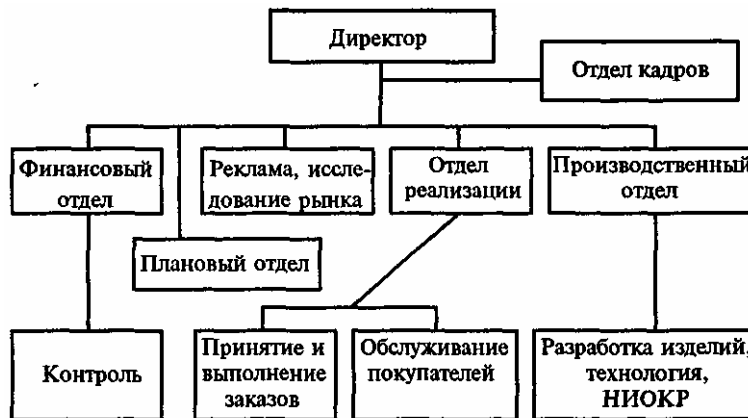 Директор
Отдел кадров
Финансовый
отдел
Реклама, иссле-
дование рынка
Отдел
реализации
Производственный
отдел
Плановый отдел
Контроль
Принятие и
выполнение
заказов
Обслуживание
покупателей
Разработка изделий,
технология,
НИОКР